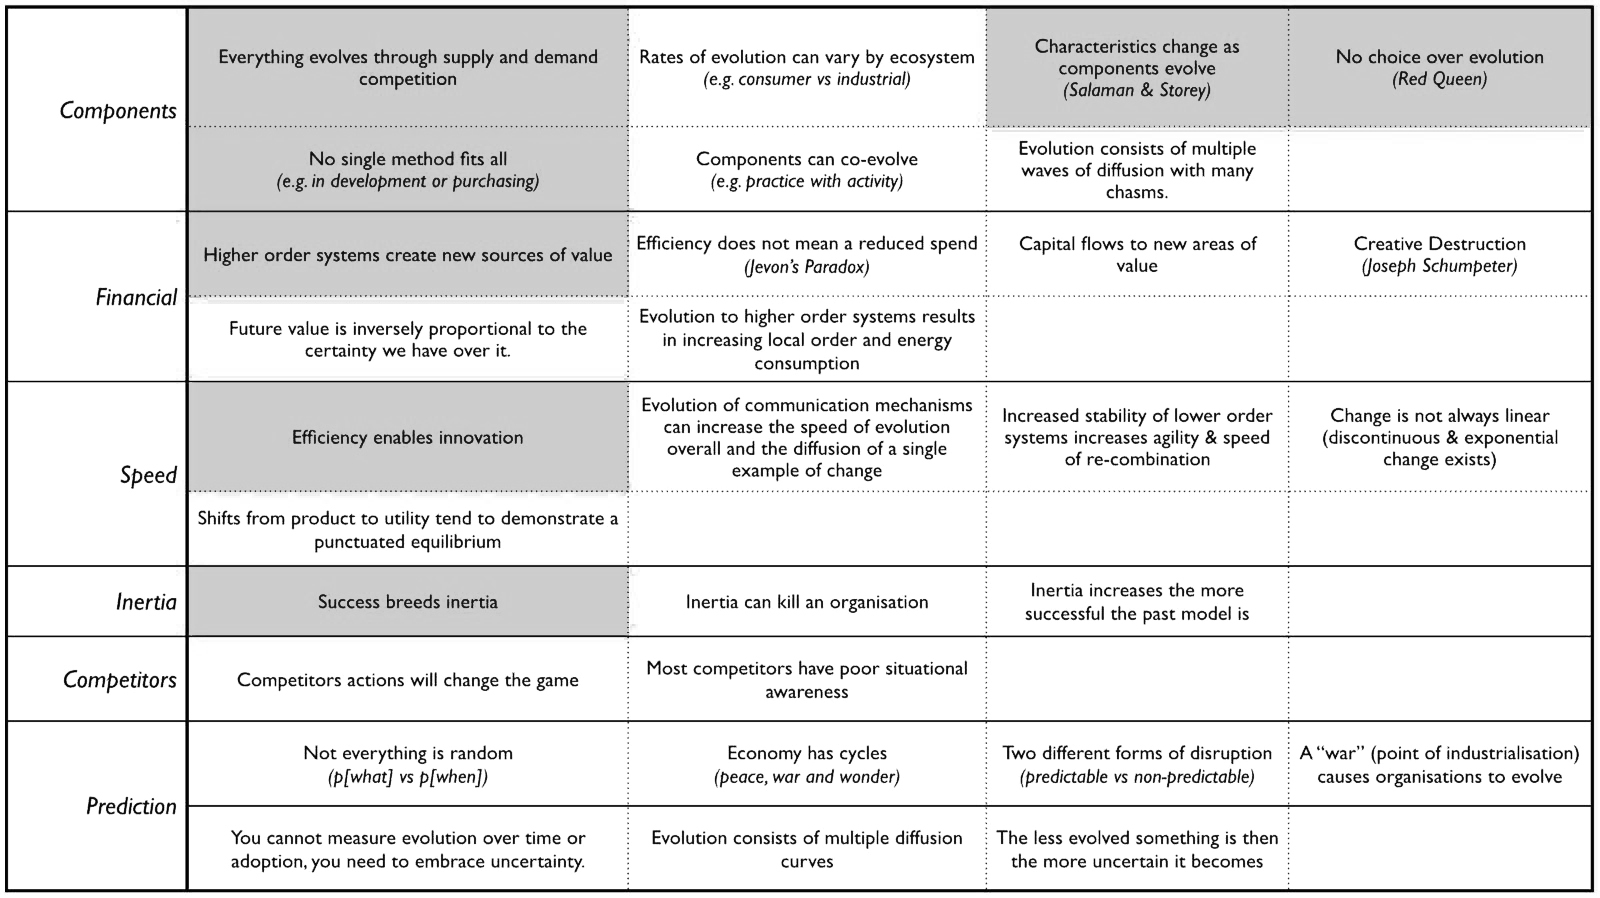 Components
Everything evolves through supply and demand
competition
Rates of evolution can vary by ecosystem
(e.g. consumer vs industrial)
Characteristics change as
components evolve
(Salaman & Storey)
No choice over evolution
(Red Queen)
No single method fits all
(e.g. in development or purchasing)
Components can co-evolve
(e.g. practice with activity)
Evolution consists of multiple
waves of diffusion with many
chasms.
Financial
Higher order systems create new sources of value
Efficiency does not mean a reduced spend
(Jevon's Paradox)
Capital flows to new areas of
value
Creative Destruction
(Joseph Schumpeter)
Future value is inversely proportional to the
certainty we have over it.
Evolution to higher order systems results
in increasing local order and energy
consumption
Speed
Efficiency enables innovation
Evolution of communication mechanisms
can increase the speed of evolution
overall and the diffusion of a single
example of change
Increased stability of lower order
systems increases agility & speed
of re-combination
Change is not always linear
(discontinuous & exponential
change exists)
Shifts from product to utility tend to demonstrate a
punctuated equilibrium
Inertia
Success breeds inertia
Inertia can kill an organisation
Inertia increases the more
successful the past model is
Competitors
Competitors actions will change the game
Most competitors have poor situational
awareness
Prediction
Not everything is random
(p[what] vs p[when])
Economy has cycles
(peace, war and wonder)
Two different forms of disruption
(predictable vs non-predictable)
A “war” (point of industrialisation)
causes organisations to evolve
You cannot measure evolution over time or
adoption, you need to embrace uncertainty.
Evolution consists of multiple diffusion
curves
The less evolved something is then
the more uncertain it becomes